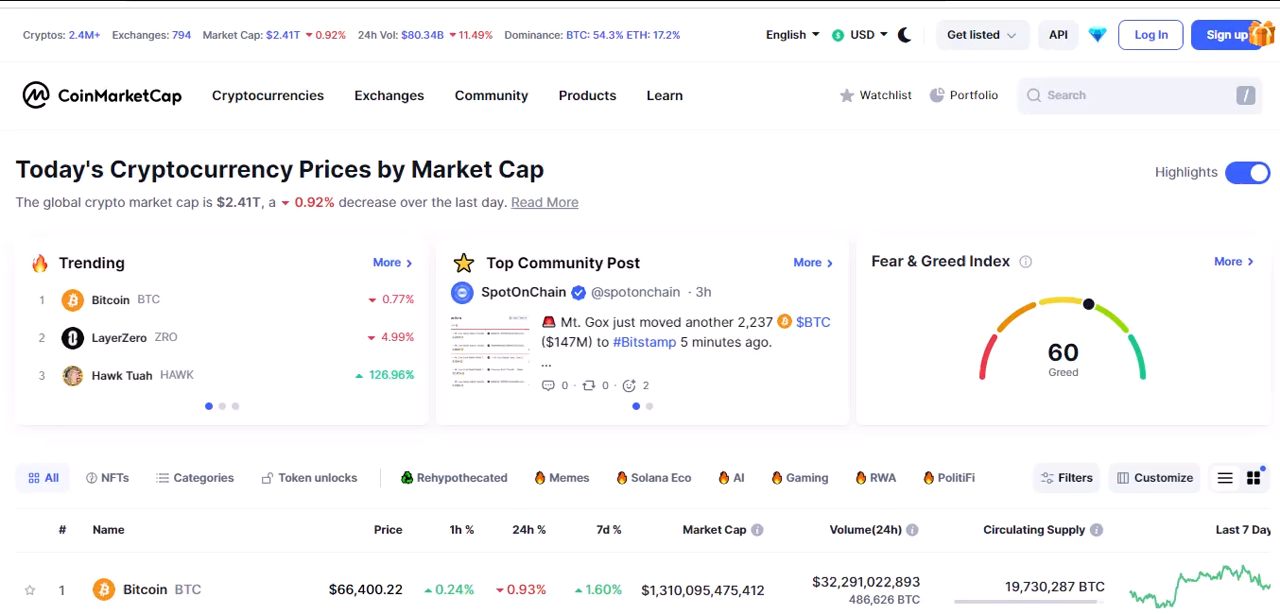 Cryptos: 2.4M+ Exchanges: 794 Market Cap: $2.41T 0.92% 24h Vol: $80.34B 11.49% Dominance: BTC: 54.3% ETH: 17.2% English USD Get listed API Log In Sign up
CoinMarketCap Cryptocurrencies Exchanges Community Products Learn Watchlist Portfolio Search /
Today's Cryptocurrency Prices by Market Cap
Highlights
The global crypto market cap is $2.41T, a 0.92% decrease over the last day. Read More
Trending More
1 Bitcoin BTC 0.77%
2 LayerZero ZRO 4.99%
3 Hawk Tuah HAWK 126.96%
Top Community Post More
SpotOnChain @spotonchain · 3h
Mt. Gox just moved another 2,237 $BTC
($147M) to #Bitstamp 5 minutes ago.
...
0 · 0 · 2
Fear & Greed Index More
60
Greed
All NFTs Categories Token unlocks Rehypothecated Memes Solana Eco AI Gaming RWA PolitiFi Filters Customize
# Name Price 1h % 24h % 7d % Market Cap Volume(24h) Circulating Supply Last 7 Day
1 Bitcoin BTC $66,400.22 0.24% 0.93% 1.60% $1,310,095,475,412 $32,291,022,893 19,730,287 BTC
486,626 BTC